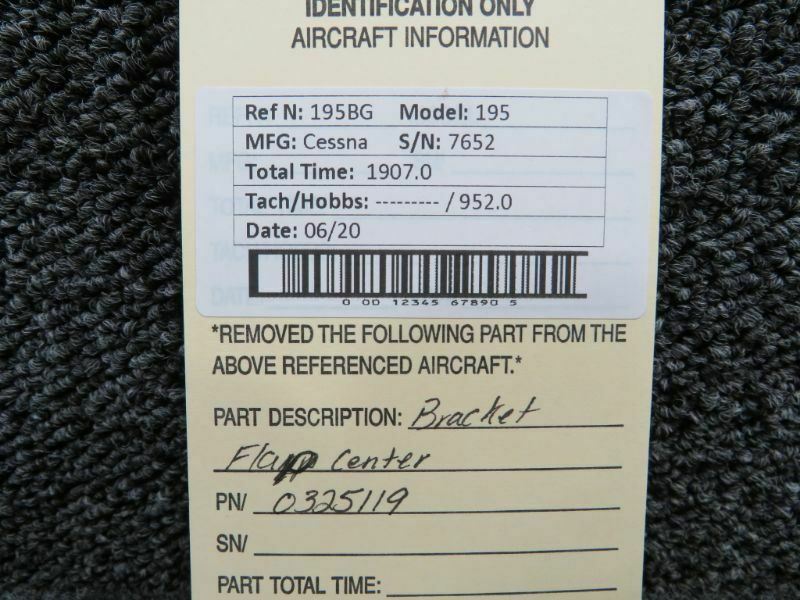 IDENTIFICATION ONLY
AIRCRAFT INFORMATION
Ref N: 195BG Model: 195
MFG: Cessna S/N: 7652
Total Time: 1907.0
Tach/Hobbs: --------- / 952.0
Date: 06/20
0 00 12345 67890 5
*REMOVED THE FOLLOWING PART FROM THE
ABOVE REFERENCED AIRCRAFT.*
PART DESCRIPTION: Bracket
Flap Center
PN/ 0325119
SN/
PART TOTAL TIME: